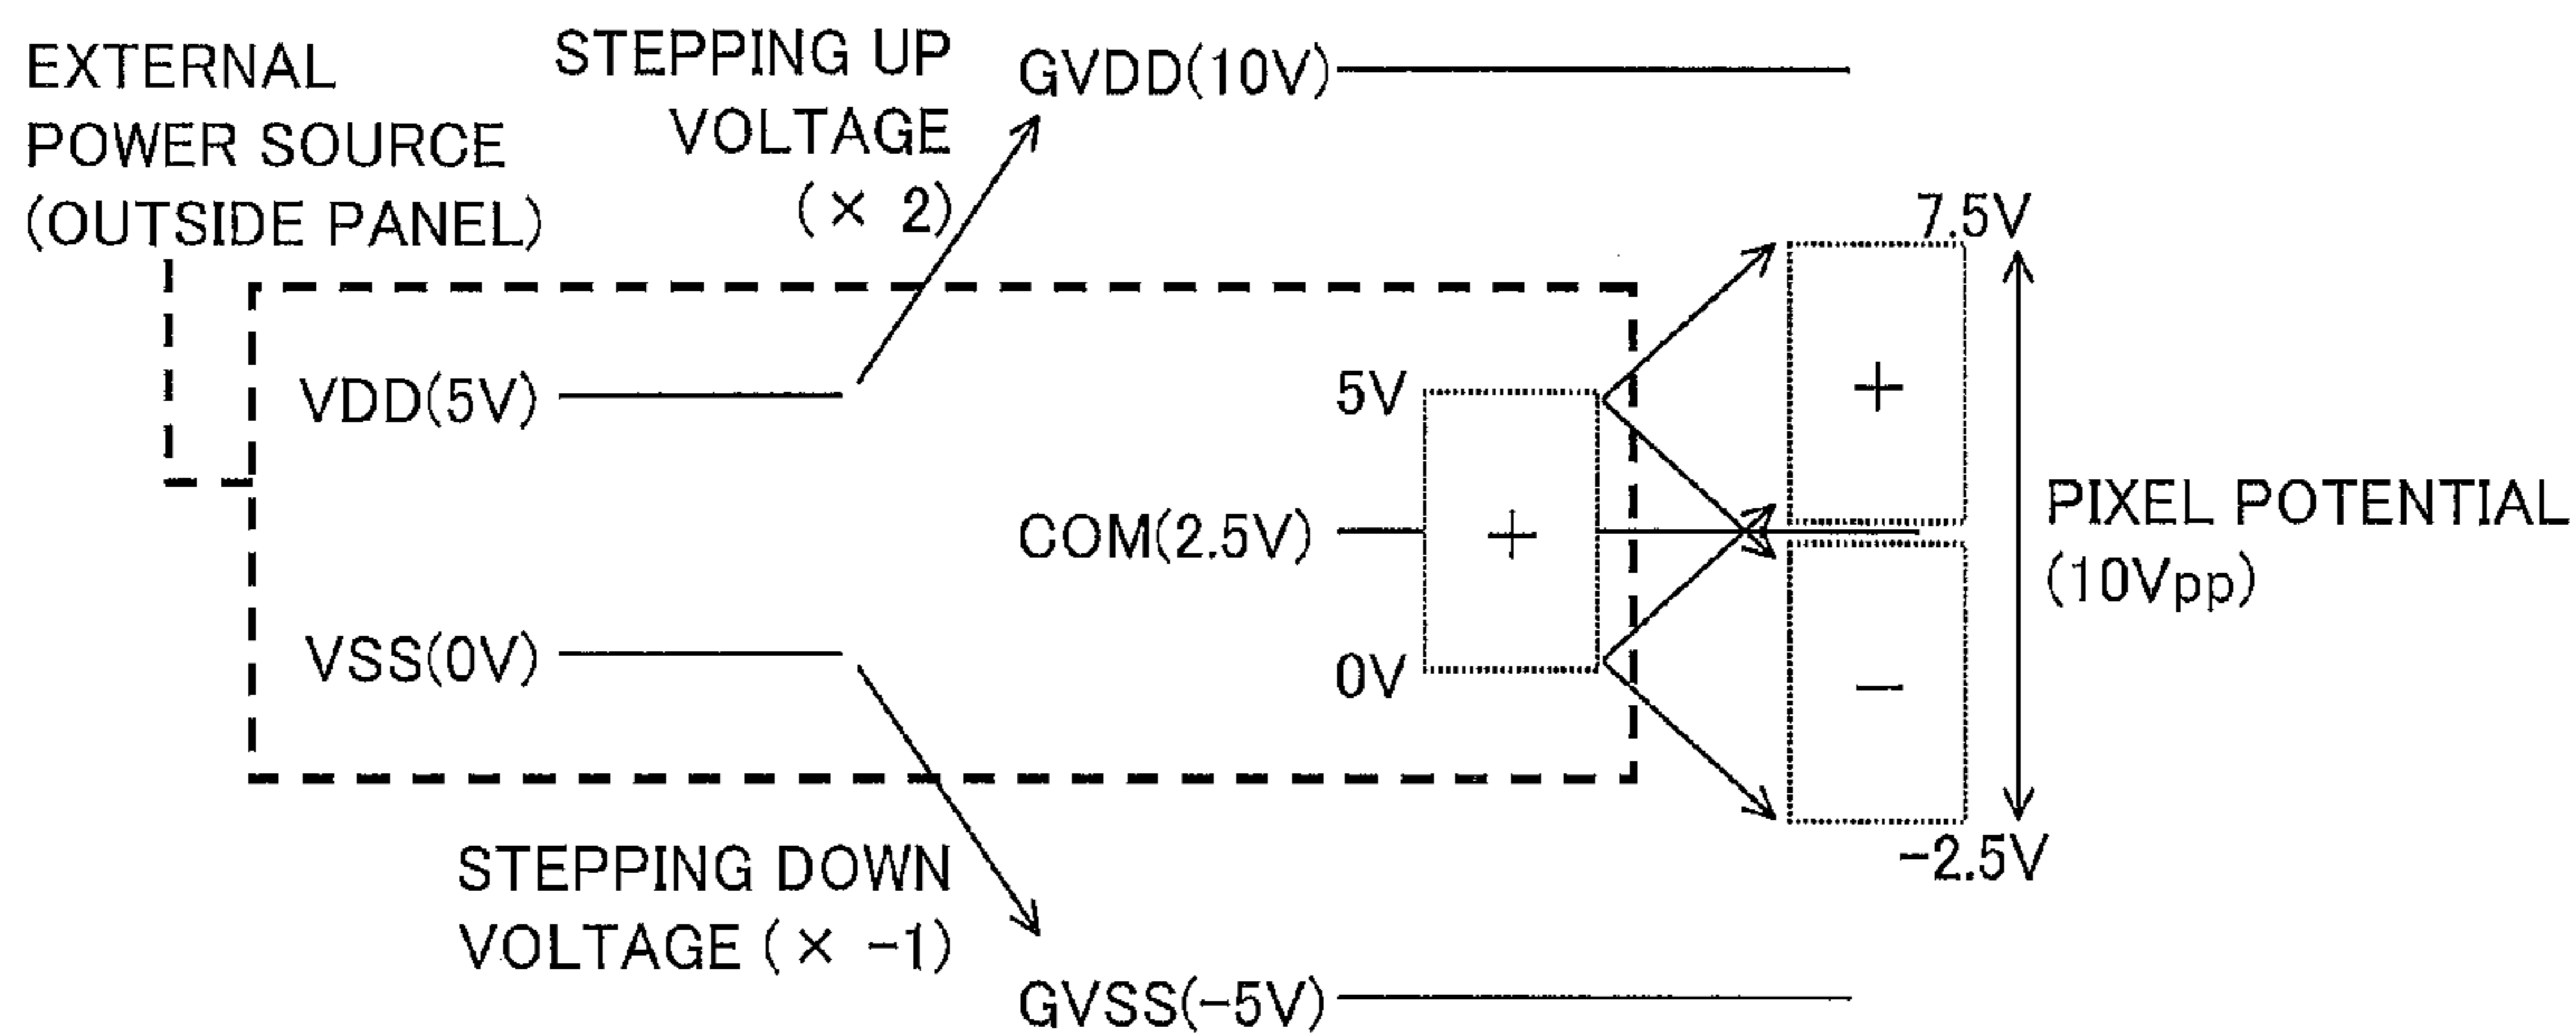 EXTERNAL
POWER SOURCE
(OUTSIDE PANEL)
STEPPING UP
VOLTAGE
(× 2)
GVDD(10V)
7.5V
VDD(5V)
5V
+
+
COM(2.5V)
PIXEL POTENTIAL
(10Vpp)
VSS(0V)
0V
−
-2.5V
STEPPING DOWN
VOLTAGE (× -1)
GVSS(-5V)